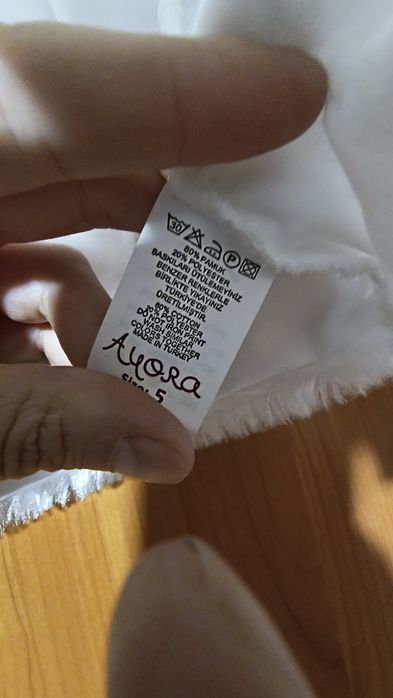 30 P
80% PAMUK
20% POLYESTER
BASKILARI ÜTÜLEMEYİNİZ
BENZER RENKLERLE
BİRLİKTE YIKAYINIZ
TÜRKİYE'DE
ÜRETİLMİŞTİR.
80% COTTON
20% POLYESTER
DO NOT IRON PRINT
WASH SIMILAR
COLORS TOGETHER
MADE IN TURKEY
Ayora
SIZE: 5